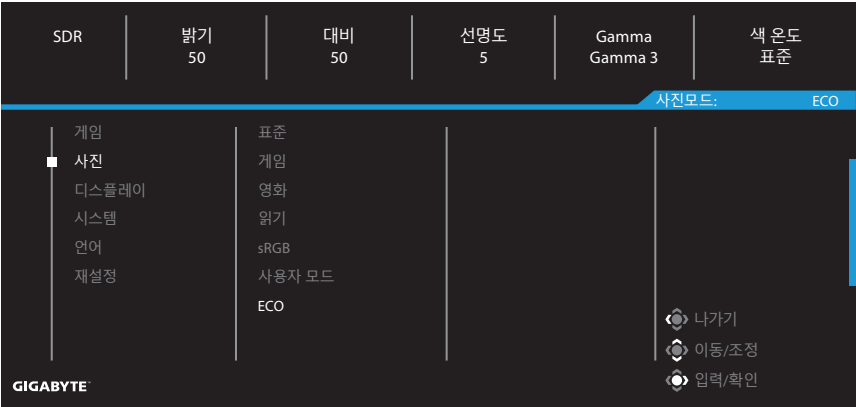 SDR
밝기
50
대비
50
선명도
5
Gamma
Gamma 3
색 온도
표준
사진모드: ECO
게임
사진
디스플레이
시스템
언어
재설정
표준
게임
영화
읽기
sRGB
사용자 모드
ECO
나가기
이동/조정
입력/확인
GIGABYTE™